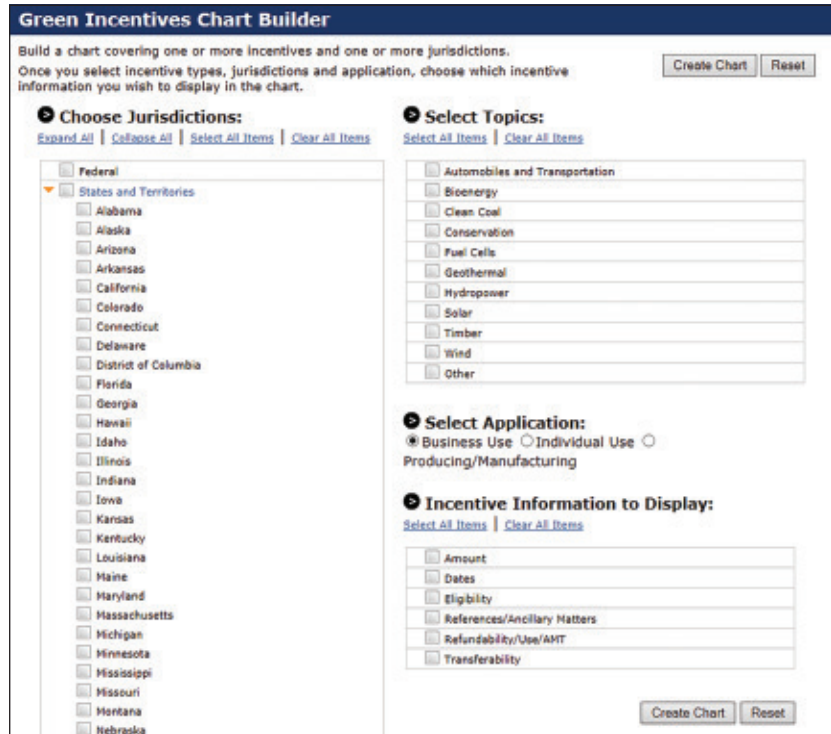 Green Incentives Chart Builder
Build a chart covering one or more incentives and one or more jurisdictions.
Once you select incentive types, jurisdictions and application, choose which incentive
information you wish to display in the chart.
Create Chart Reset
Choose Jurisdictions:
Expand All | Collapse All | Select All Items | Clear All Items
Federal
States and Territories
Alabama
Alaska
Arizona
Arkansas
California
Colorado
Connecticut
Delaware
District of Columbia
Florida
Georgia
Hawaii
Idaho
Illinois
Indiana
Iowa
Kansas
Kentucky
Louisiana
Maine
Maryland
Massachusetts
Michigan
Minnesota
Mississippi
Missouri
Montana
Nebraska
Select Topics:
Select All Items | Clear All Items
Automobiles and Transportation
Bioenergy
Clean Coal
Conservation
Fuel Cells
Geothermal
Hydropower
Solar
Timber
Wind
Other
Select Application:
Business Use Individual Use
Producing/Manufacturing
Incentive Information to Display:
Select All Items | Clear All Items
Amount
Dates
Eligibility
References/Ancillary Matters
Refundability/Use/AMT
Transferability
Create Chart Reset